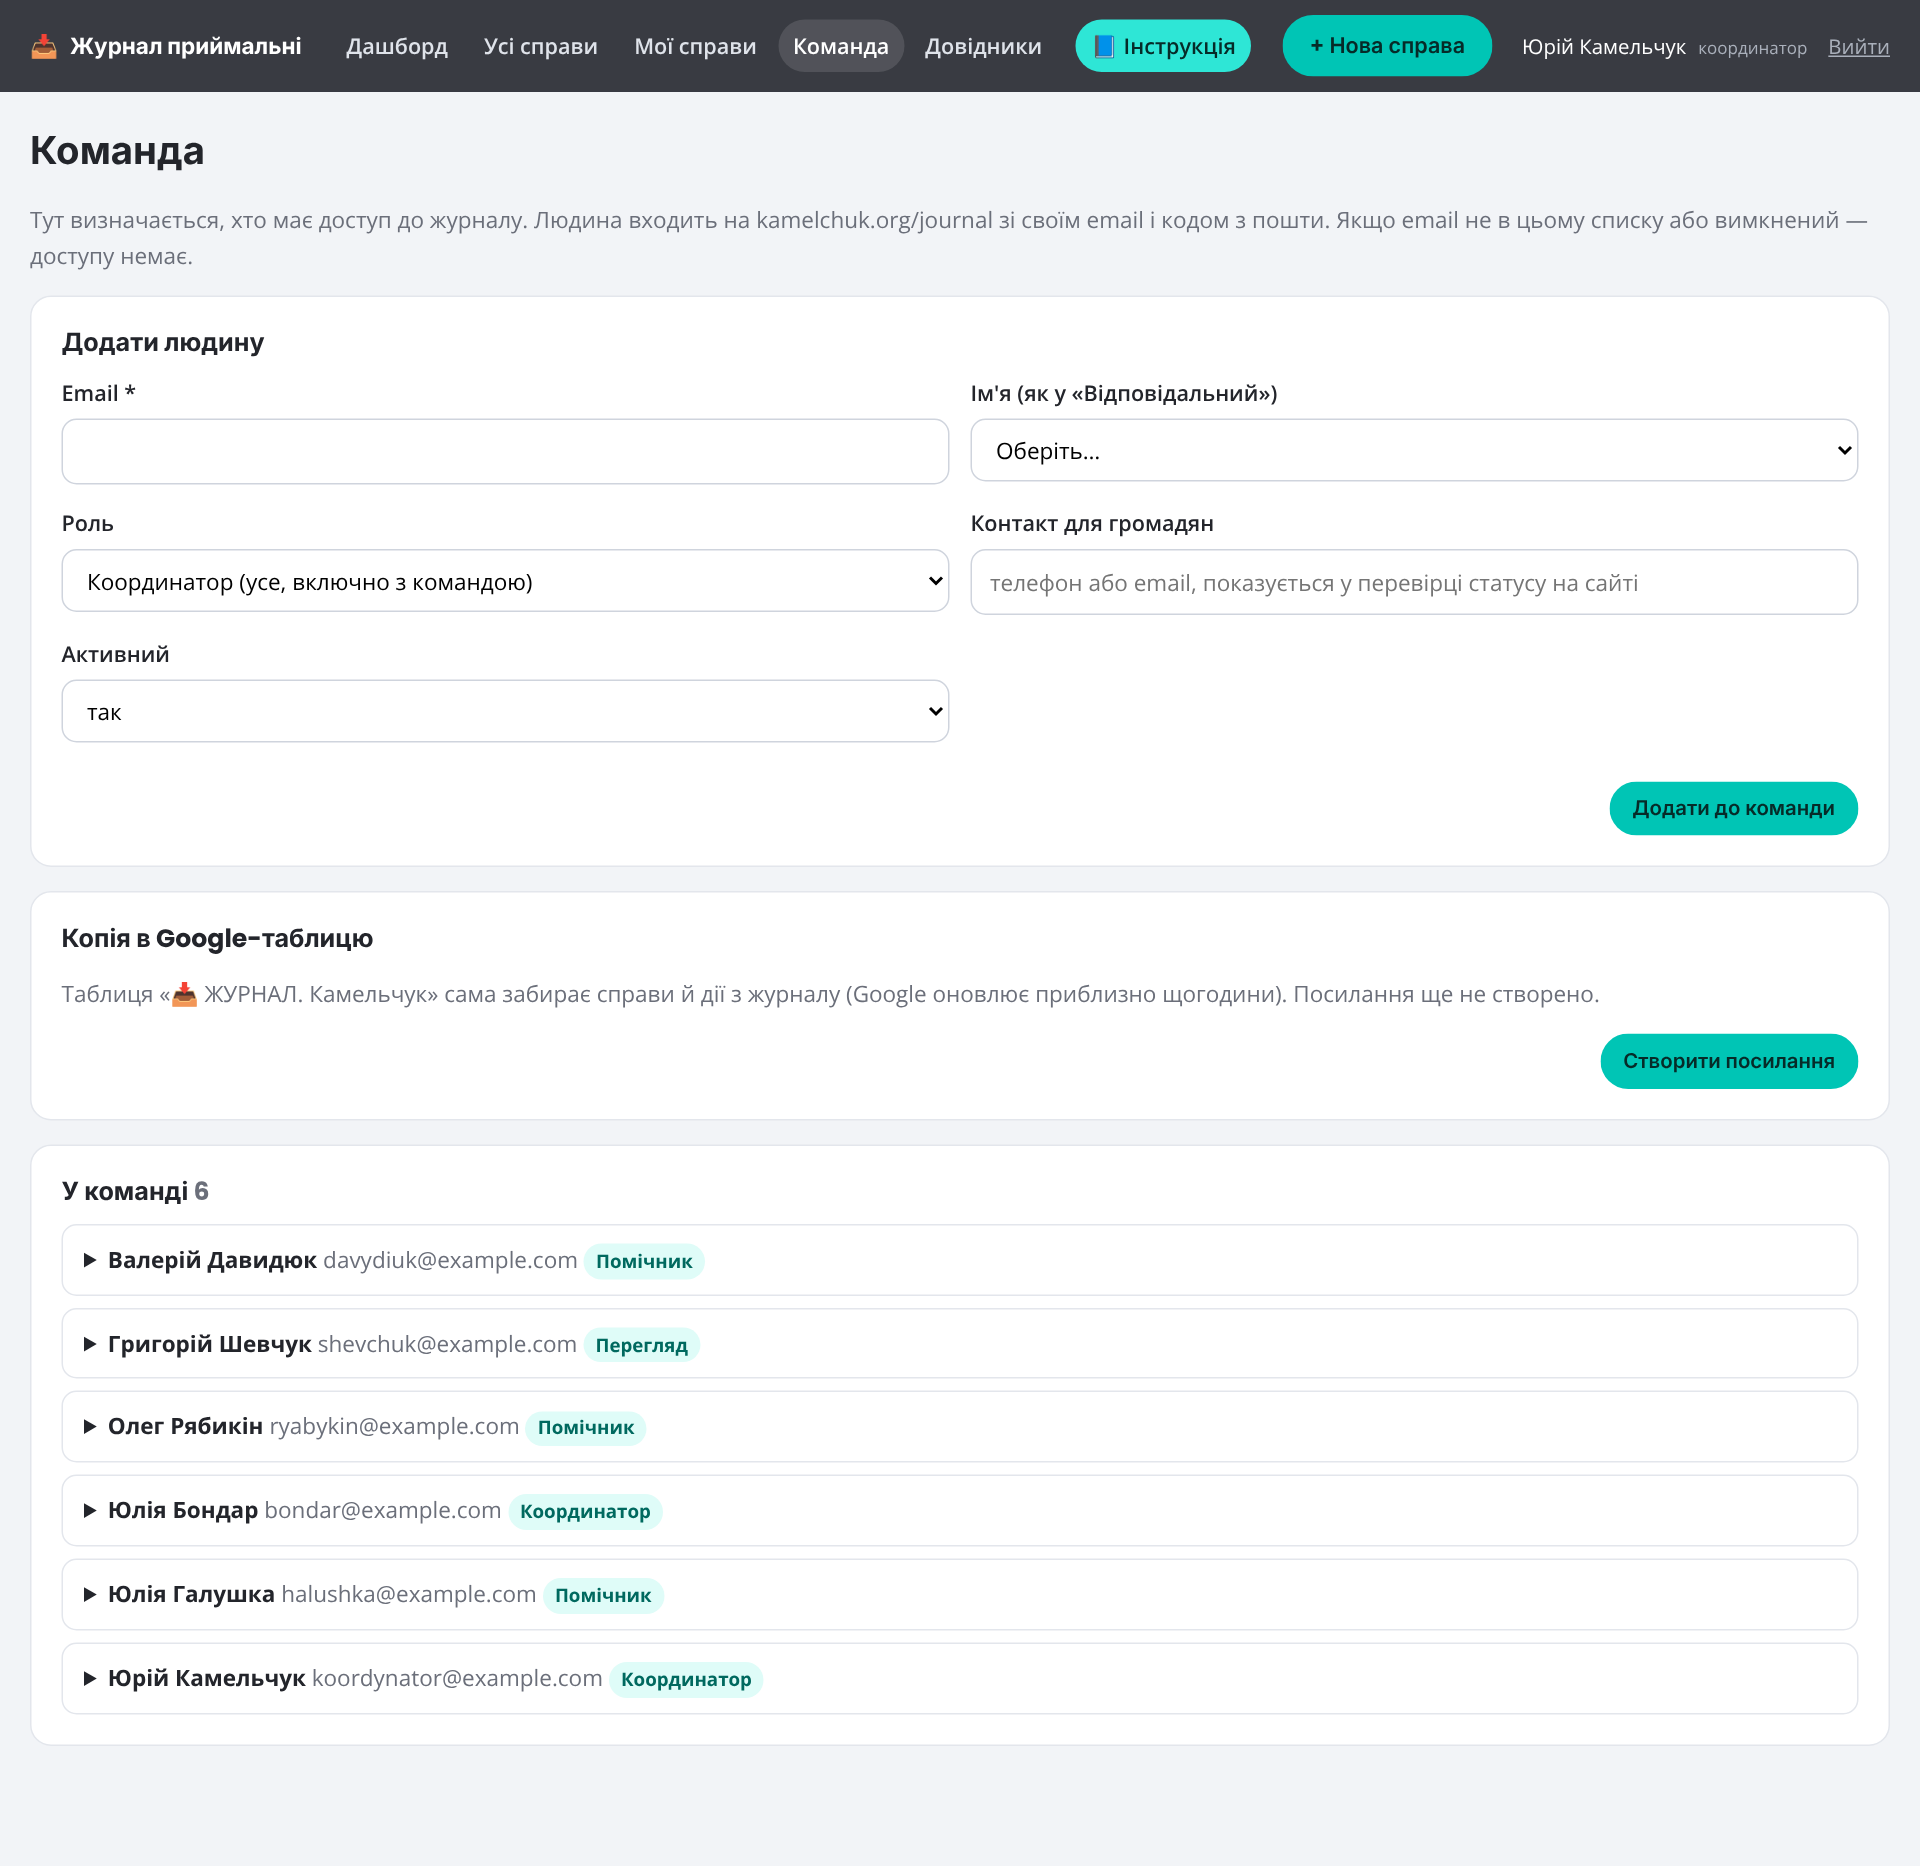 📥 Журнал приймальні Дашборд Усі справи Мої справи Команда Довідники 📘 Інструкція + Нова справа Юрій Камельчук координатор Вийти
Команда
Тут визначається, хто має доступ до журналу. Людина входить на kamelchuk.org/journal зі своїм email і кодом з пошти. Якщо email не в цьому списку або вимкнений —
доступу немає.
Додати людину
Email * Ім'я (як у «Відповідальний»)
Оберіть...
Роль Контакт для громадян
Координатор (усе, включно з командою) телефон або email, показується у перевірці статусу на сайті
Активний
так
Додати до команди
Копія в Google-таблицю
Таблиця «📥 ЖУРНАЛ. Камельчук» сама забирає справи й дії з журналу (Google оновлює приблизно щогодини). Посилання ще не створено.
Створити посилання
У команді 6
▶ Валерій Давидюк davydiuk@example.com Помічник
▶ Григорій Шевчук shevchuk@example.com Перегляд
▶ Олег Рябикін ryabykin@example.com Помічник
▶ Юлія Бондар bondar@example.com Координатор
▶ Юлія Галушка halushka@example.com Помічник
▶ Юрій Камельчук koordynator@example.com Координатор